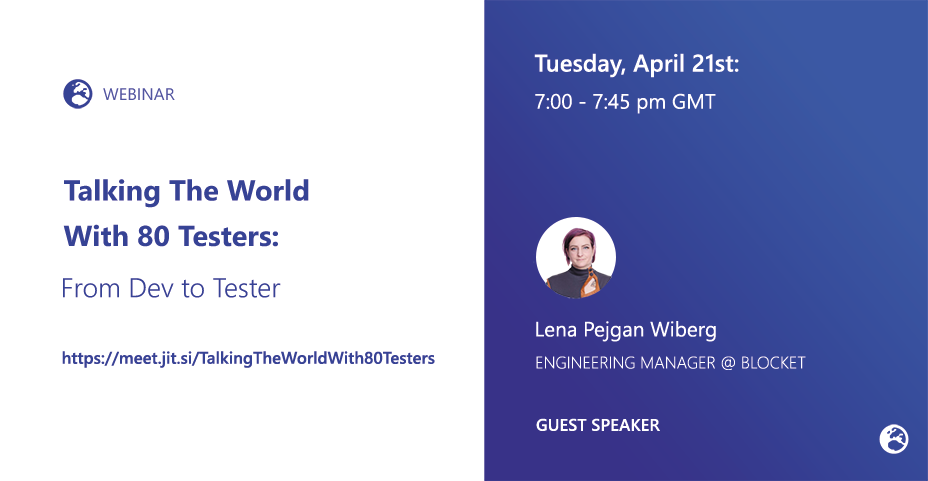 WEBINAR
Talking The World
With 80 Testers:
From Dev to Tester
https://meet.jit.si/TalkingTheWorldWith80Testers
Tuesday, April 21st:
7:00 - 7:45 pm GMT
Lena Pejgan Wiberg
ENGINEERING MANAGER @ BLOCKET
GUEST SPEAKER